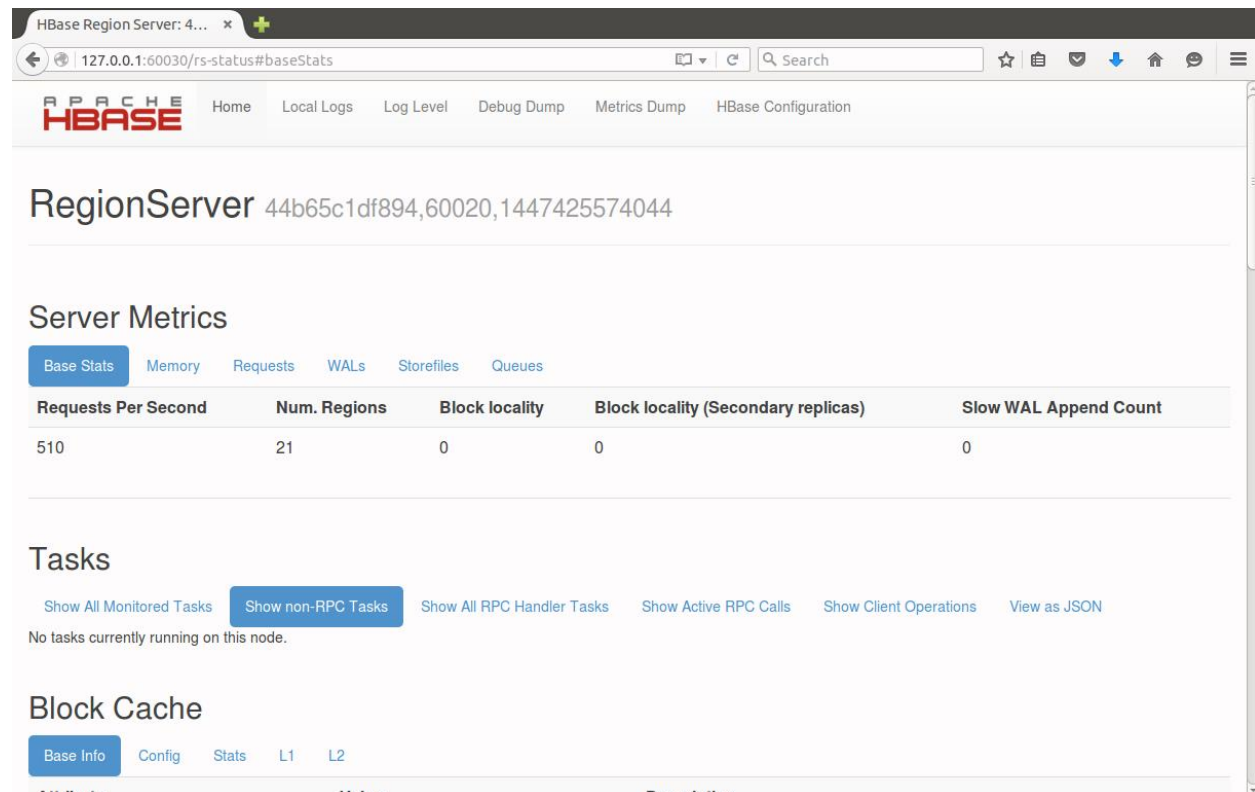 HBase Region Server: 4...
127.0.0.1:60030/rs-status#baseStats
Search
APACHE
HBASE
Home Local Logs Log Level Debug Dump Metrics Dump HBase Configuration
RegionServer 44b65c1df894,60020,1447425574044
Server Metrics
Base Stats Memory Requests WALs Storefiles Queues
Requests Per Second Num. Regions Block locality Block locality (Secondary replicas) Slow WAL Append Count
510 21 0 0 0
Tasks
Show All Monitored Tasks Show non-RPC Tasks Show All RPC Handler Tasks Show Active RPC Calls Show Client Operations View as JSON
No tasks currently running on this node.
Block Cache
Base Info Config Stats L1 L2